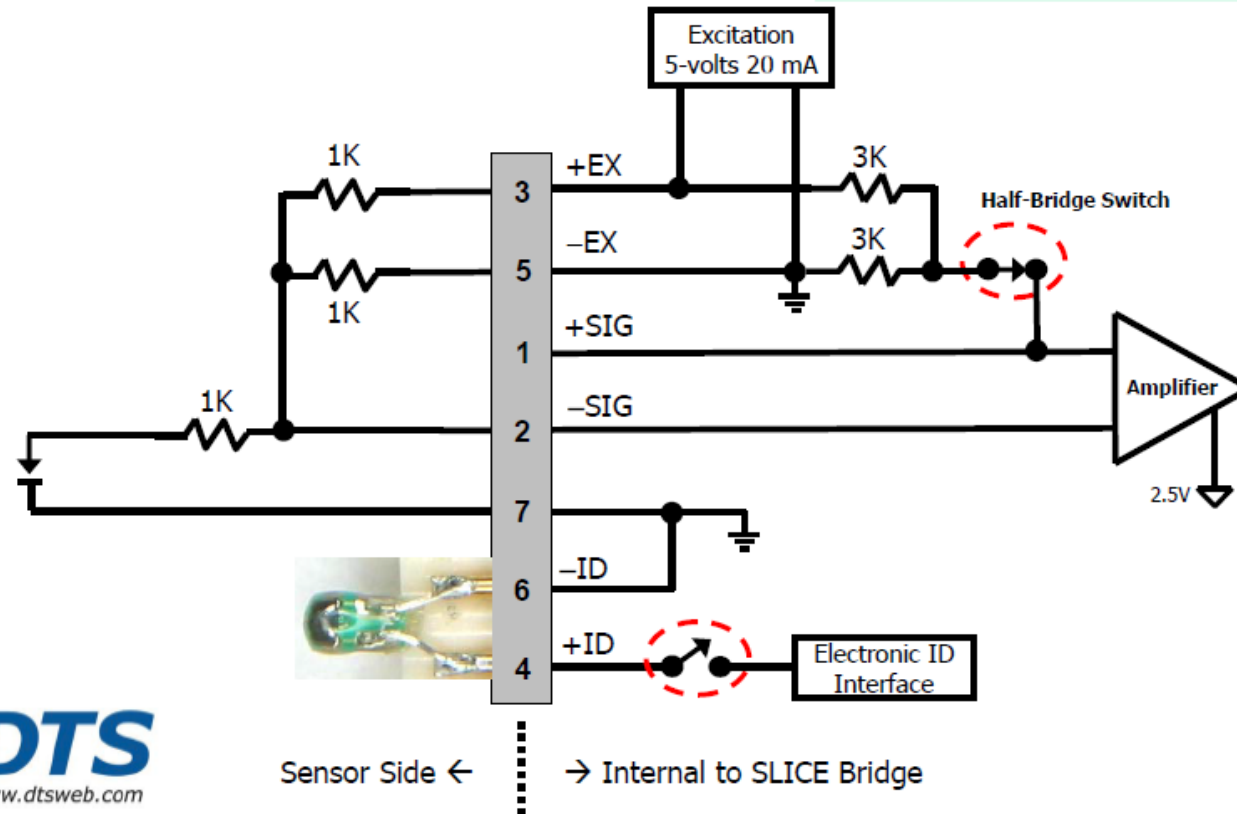 Excitation
5-volts 20 mA
1K
3
+EX
3K
Half-Bridge Switch
1K
5
−EX
3K
1
+SIG
Amplifier
1K
2
−SIG
2.5V
7
6
−ID
4
+ID
Electronic ID
Interface
DTS
w.dtsweb.com
Sensor Side ←
→ Internal to SLICE Bridge